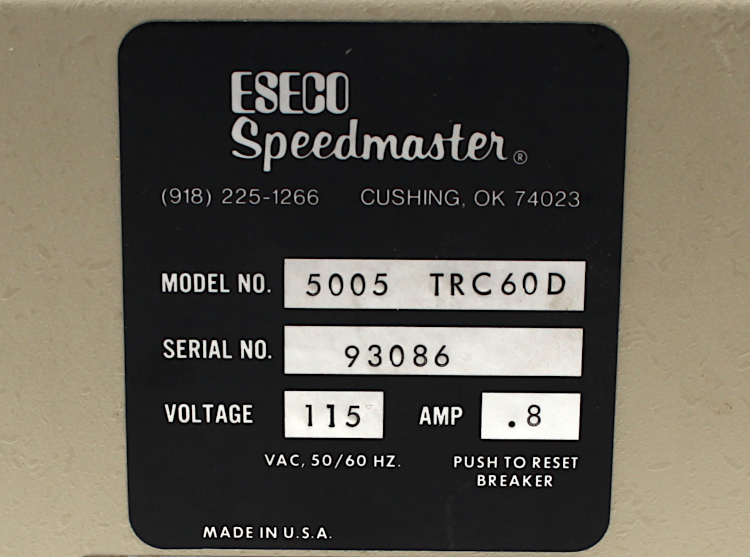 ESECO
Speedmaster®
(918) 225-1266 CUSHING, OK 74023
MODEL NO. 5005 TRC60D
SERIAL NO. 93086
VOLTAGE 115 AMP .8
VAC, 50/60 HZ. PUSH TO RESET
BREAKER
MADE IN U.S.A.